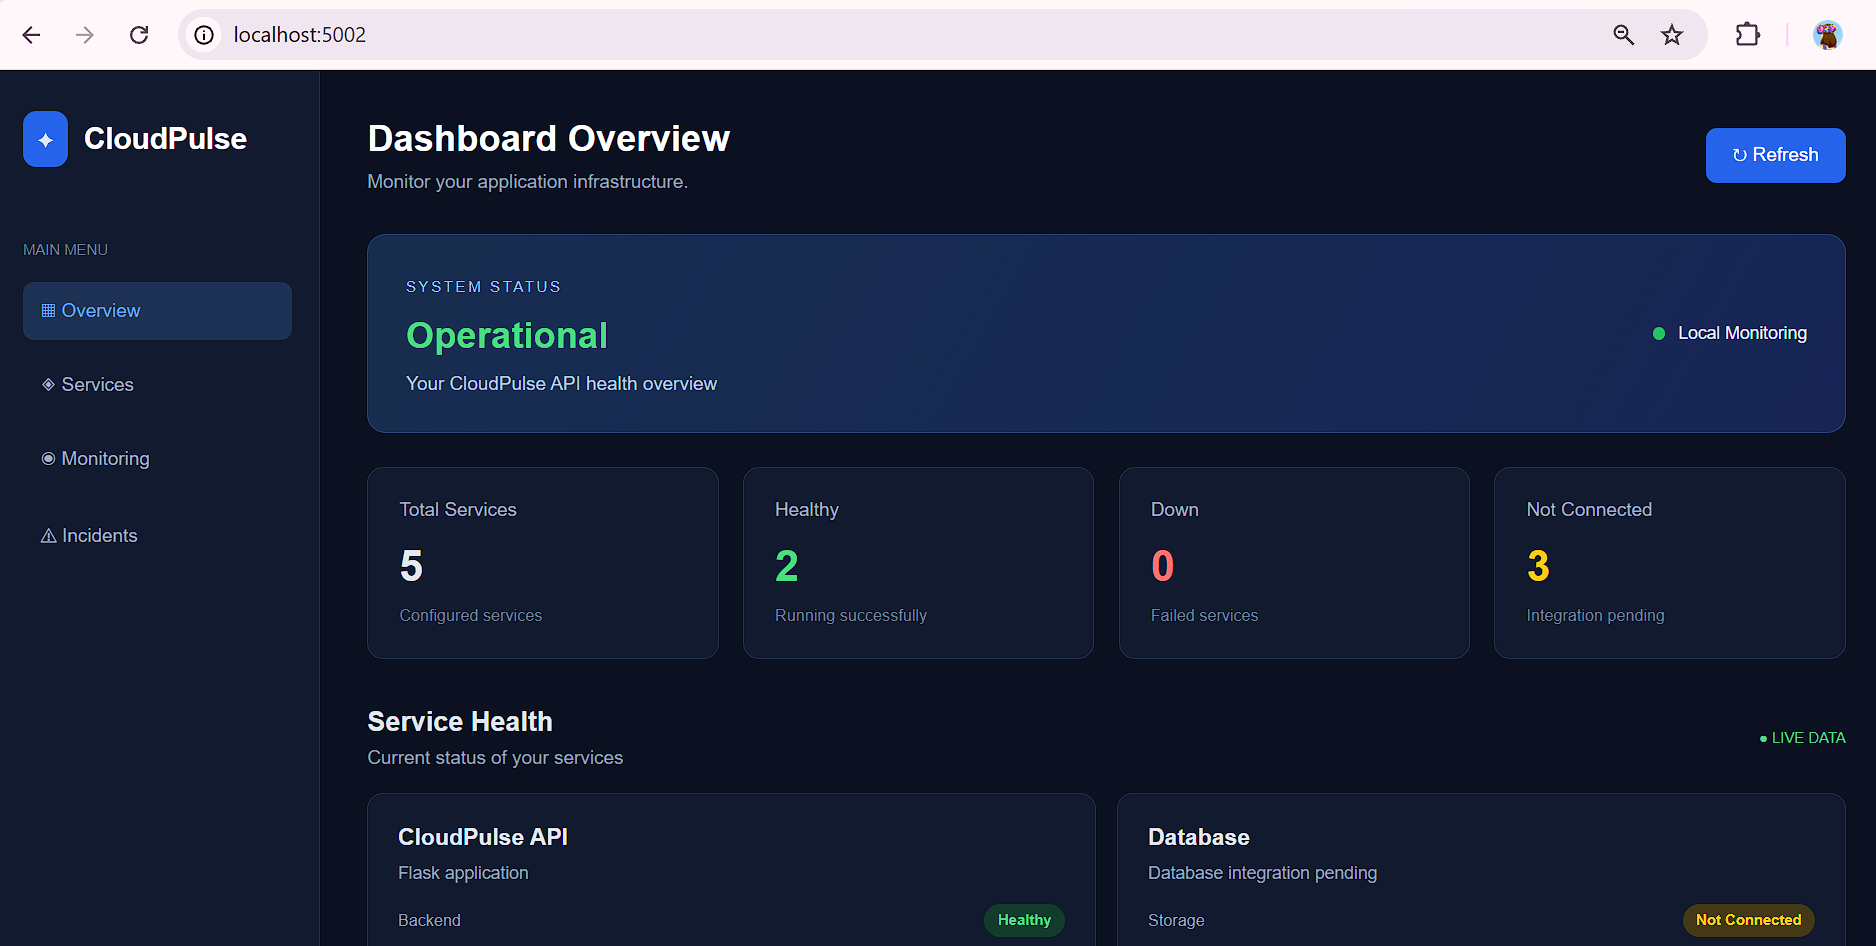 localhost:5002
CloudPulse
MAIN MENU
Overview
Services
Monitoring
Incidents
Dashboard Overview
Monitor your application infrastructure.
↻ Refresh
SYSTEM STATUS
Operational
Your CloudPulse API health overview
Local Monitoring
Total Services
5
Configured services
Healthy
2
Running successfully
Down
0
Failed services
Not Connected
3
Integration pending
Service Health
Current status of your services
● LIVE DATA
CloudPulse API
Flask application
Backend
Healthy
Database
Database integration pending
Storage
Not Connected